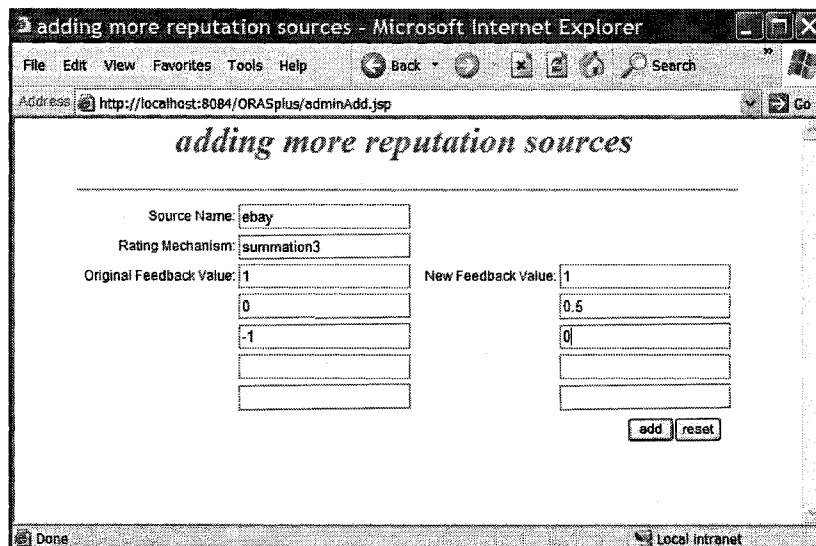 adding more reputation sources - Microsoft Internet Explorer
File Edit View Favorites Tools Help Back Search »
Address http://localhost:8084/ORASplus/adminAdd.jsp Go
adding more reputation sources
Source Name: ebay
Rating Mechanism: summation3
Original Feedback Value: 1 New Feedback Value: 1
0 0.5
-1 0
add reset
Done Local intranet